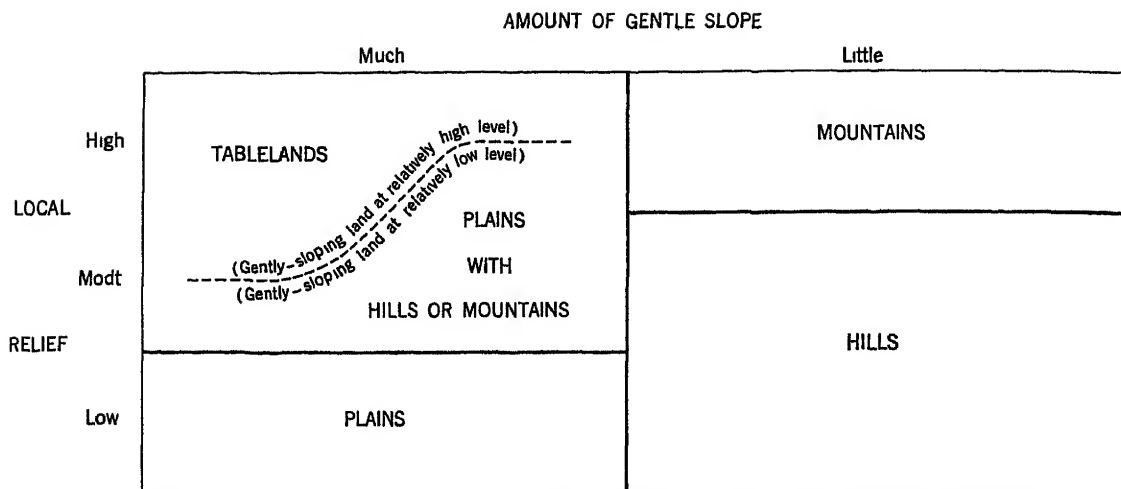 AMOUNT OF GENTLE SLOPE
Much
Little
High
TABLELANDS
(Gently-sloping land at relatively high level)
(Gently-sloping land at relatively low level)
MOUNTAINS
LOCAL
PLAINS
WITH
HILLS OR MOUNTAINS
Modt
RELIEF
HILLS
Low
PLAINS